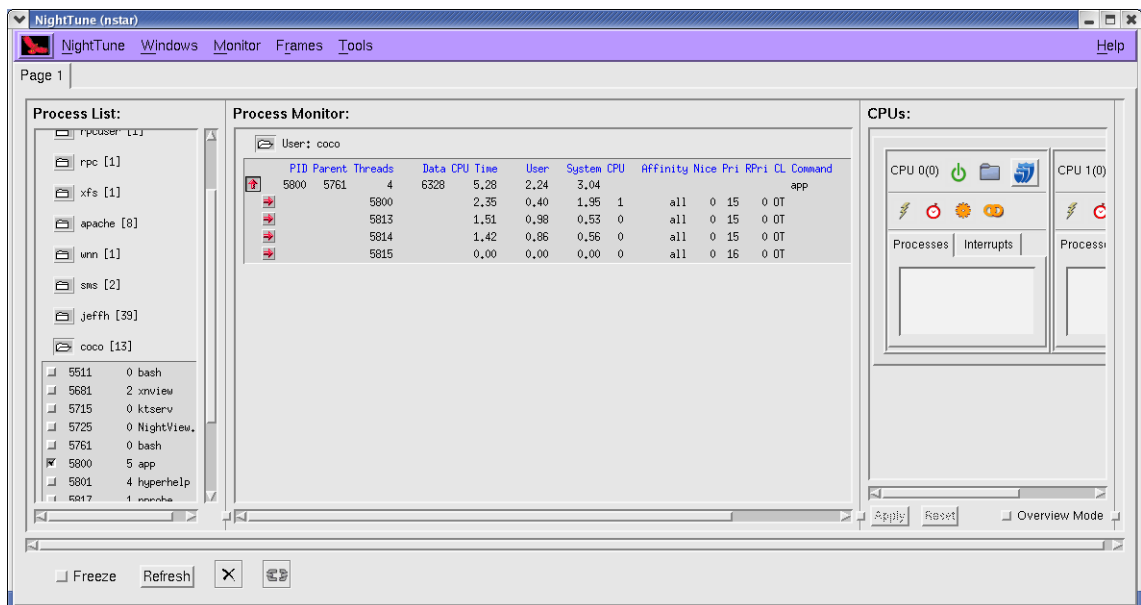 NightTune (nstar)
NightTune Windows Monitor Frames Tools Help
Page 1
Process List:
rpcuser [1]
rpc [1]
xfs [1]
apache [8]
wnn [1]
sms [2]
jeffh [39]
coco [13]
5511 0 bash
5681 2 xnview
5715 0 ktserv
5725 0 NightView.
5761 0 bash
5800 5 app
5801 4 hyperhelp
5817 1 nprobe
Process Monitor:
User: coco
PID Parent Threads Data CPU Time User System CPU Affinity Nice Pri RPri CL Command
5800 5761 4 6328 5.28 2.24 3.04 app
5800 2.35 0.40 1.95 1 all 0 15 0 OT
5813 1.51 0.98 0.53 0 all 0 15 0 OT
5814 1.42 0.86 0.56 0 all 0 15 0 OT
5815 0.00 0.00 0.00 0 all 0 16 0 OT
CPUs:
CPU 0(0)
Processes Interrupts
CPU 1(0)
Process
Apply Reset Overview Mode
Freeze Refresh